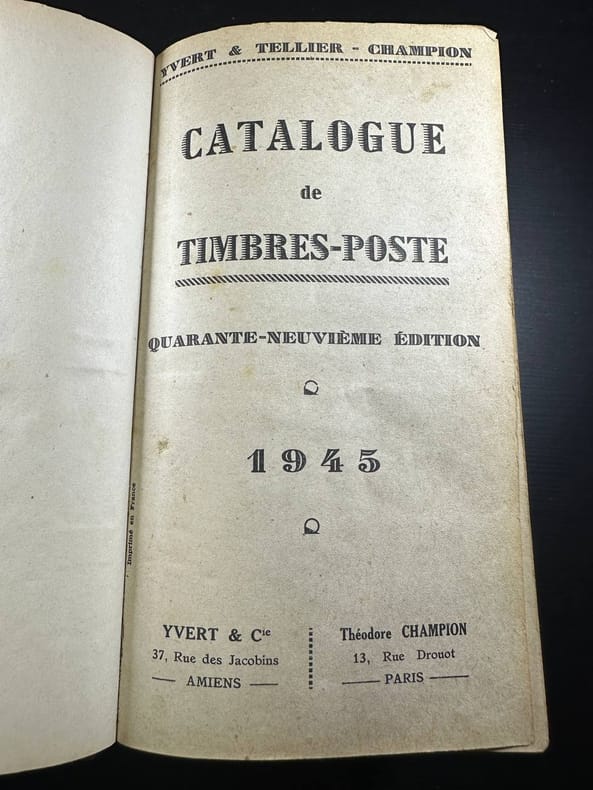 YVERT & TELLIER - CHAMPION
CATALOGUE
de
TIMBRES-POSTE
QUARANTE-NEUVIÈME ÉDITION
1945
Imprimé en France
YVERT & Cie
37, Rue des Jacobins
AMIENS
Théodore CHAMPION
13, Rue Drouot
PARIS